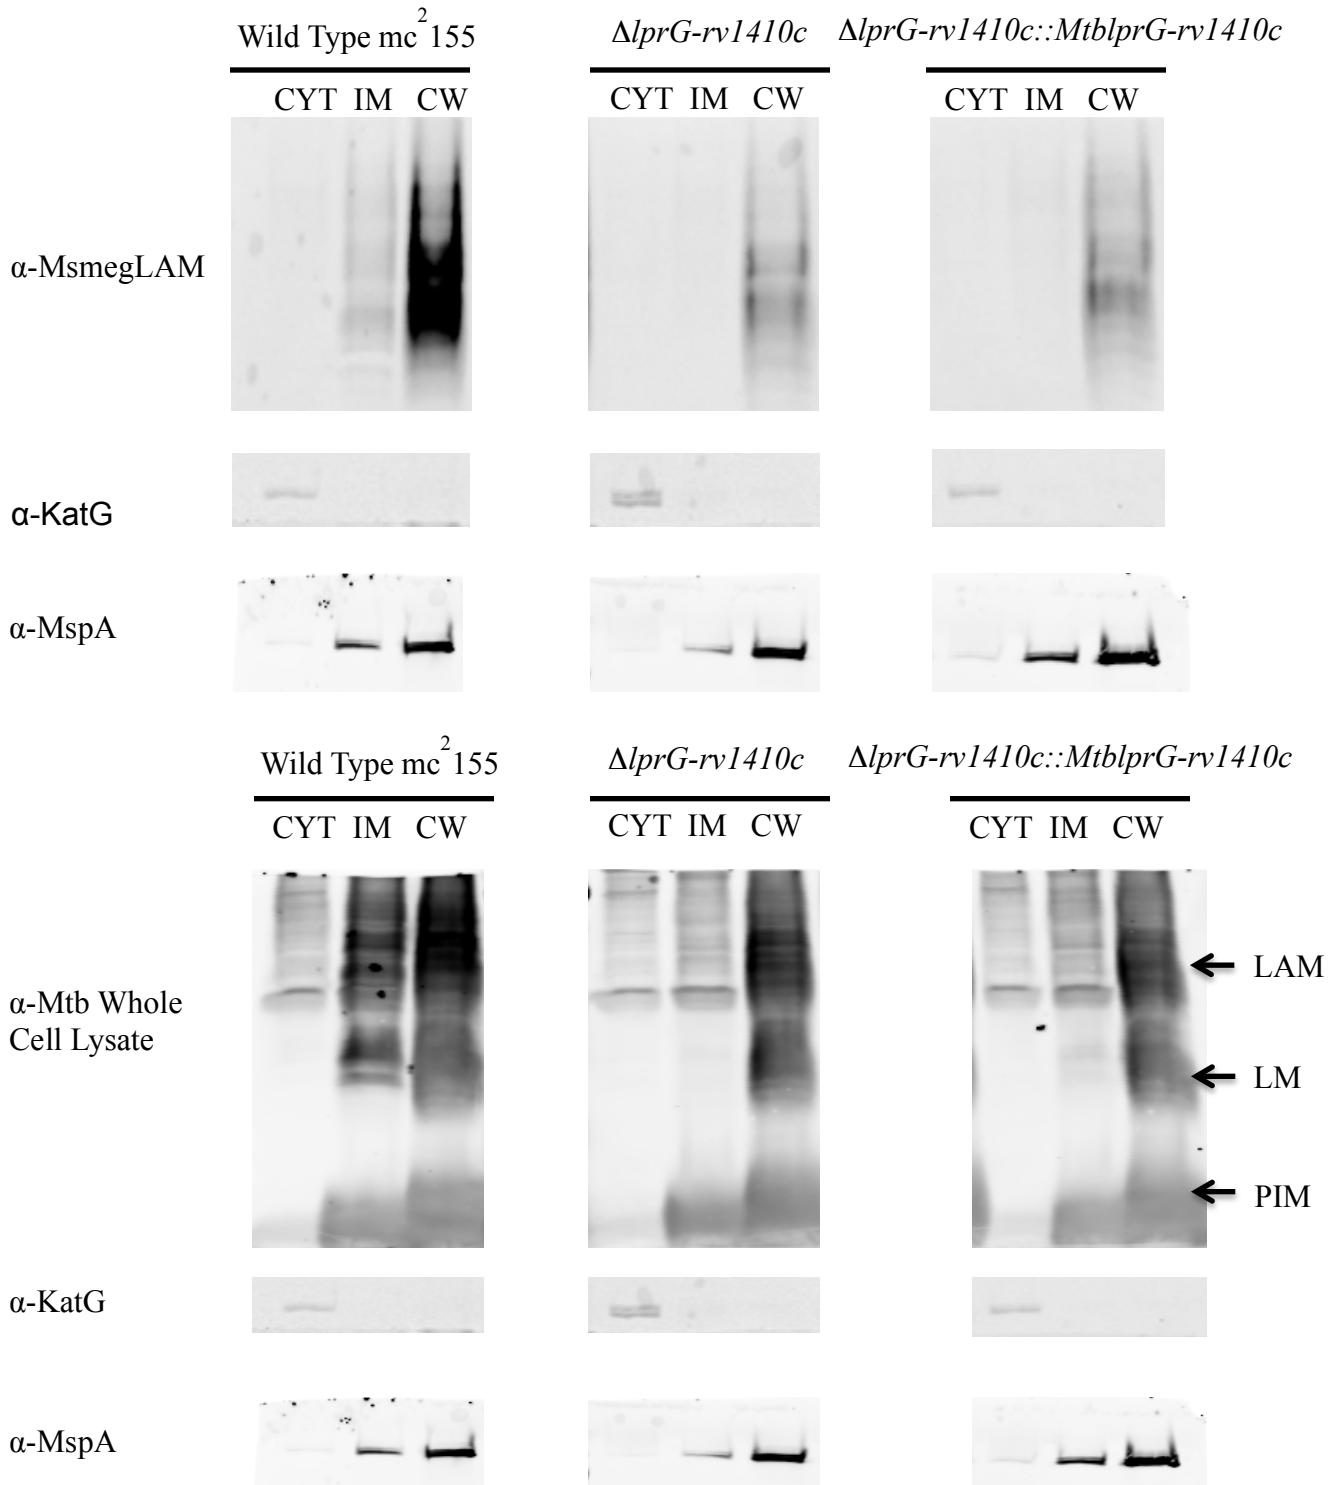 Wild Type mc²155 ΔlprG-rv1410c ΔlprG-rv1410c::MtblprG-rv1410c
CYT IM CW CYT IM CW CYT IM CW
α-MsmegLAM
α-KatG
α-MspA
Wild Type mc²155 ΔlprG-rv1410c ΔlprG-rv1410c::MtblprG-rv1410c
CYT IM CW CYT IM CW CYT IM CW
LAM
α-Mtb Whole
Cell Lysate
LM
PIM
α-KatG
α-MspA